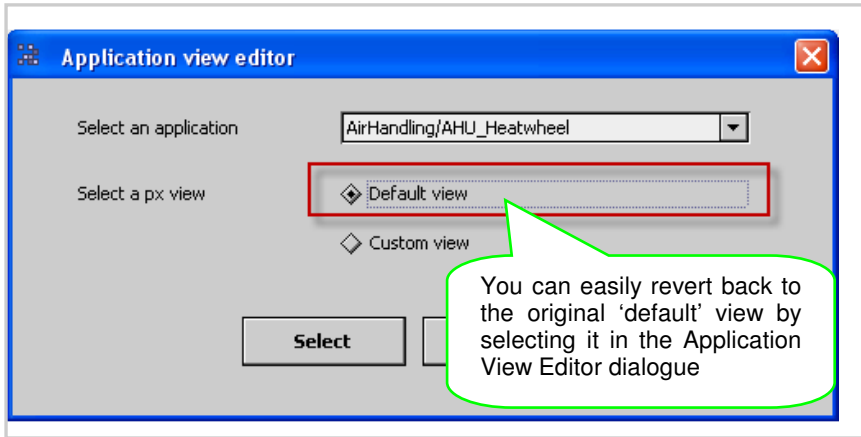 Application view editor
Select an application
AirHandling/AHU_Heatwheel
Select a px view
Default view
Custom view
You can easily revert back to
the original ‘default’ view by
selecting it in the Application
View Editor dialogue
Select